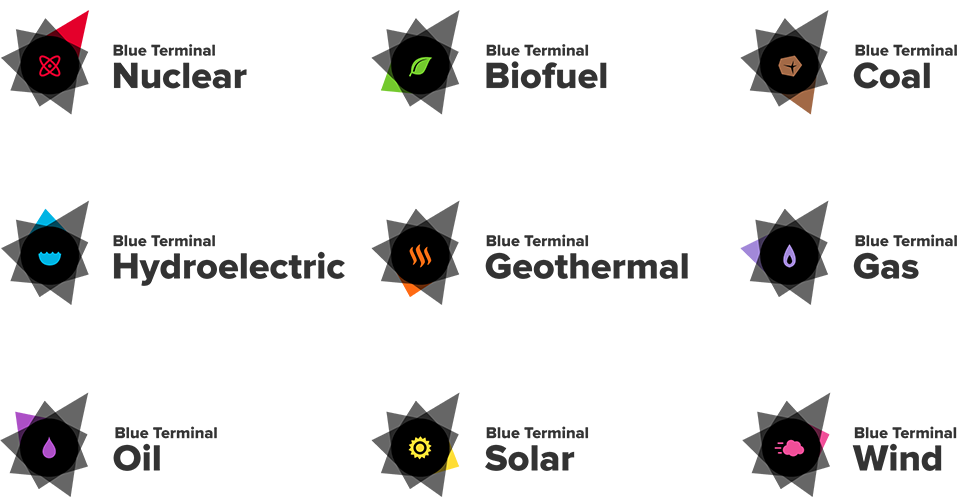 Blue Terminal
Nuclear
Blue Terminal
Biofuel
Blue Terminal
Coal
Blue Terminal
Hydroelectric
Blue Terminal
Geothermal
Blue Terminal
Gas
Blue Terminal
Oil
Blue Terminal
Solar
Blue Terminal
Wind